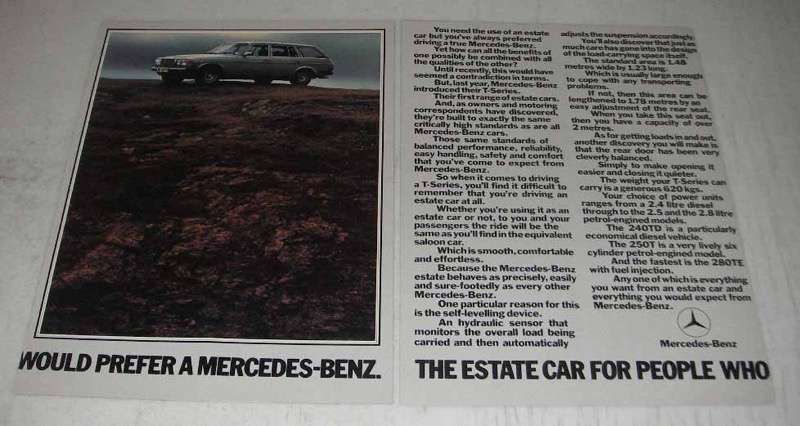 You need the use of an estate
car but you've always preferred
driving a true Mercedes-Benz.
Yet how can all the benefits of
one possibly be combined with all
the qualities of the other?
Until recently, this would have
seemed a contradiction in terms.
But, last year, Mercedes-Benz
introduced their T-Series.
Their first range of estate cars.
And, as owners and motoring
correspondents have discovered,
they're built to exactly the same
critically high standards as are all
Mercedes-Benz cars.
Those same standards of
balanced performance, reliability,
easy handling, safety and comfort
that you've come to expect from
Mercedes-Benz.
So when it comes to driving
a T-Series, you'll find it difficult to
remember that you're driving an
estate car at all.
Whether you're using it as an
estate car or not, to you and your
passengers the ride will be the
same as you'll find in the equivalent
saloon car.
Which is smooth, comfortable
and effortless.
Because the Mercedes-Benz
estate behaves as precisely, easily
and sure-footedly as every other
Mercedes-Benz.
One particular reason for this
is the self-levelling device.
An hydraulic sensor that
monitors the overall load being
carried and then automatically
adjusts the suspension accordingly.
You'll also discover that just as
much care has gone into the design
of the load-carrying space itself.
The standard area is 1.48
metres wide by 1.23 long.
Which is usually large enough
to cope with any transporting
problems.
If not, then this area can be
lengthened to 1.78 metres by an
easy adjustment of the rear seat.
When you take this seat out,
then you have a capacity of over
2 metres.
As for getting loads in and out,
another discovery you will make is
that the rear door has been very
cleverly balanced.
Simply to make opening it
easier and closing it quieter.
The weight your T-Series can
carry is a generous 620 kgs.
Your choice of power units
ranges from a 2.4 litre diesel
through to the 2.5 and the 2.8 litre
petrol-engined models.
The 240TD is a particularly
economical diesel vehicle.
The 250T is a very lively six
cylinder petrol-engined model.
And the fastest is the 280TE
with fuel injection.
Any one of which is everything
you want from an estate car and
everything you would expect from
Mercedes-Benz.
Mercedes-Benz
WOULD PREFER A MERCEDES-BENZ.
THE ESTATE CAR FOR PEOPLE WHO